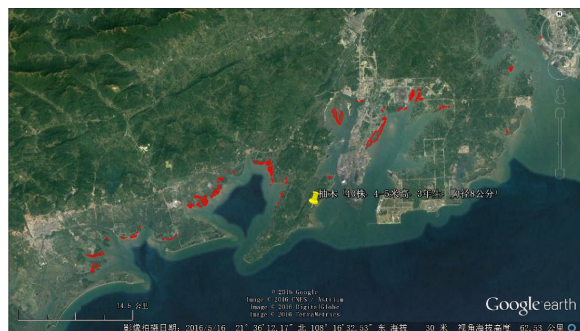 柚木（43株，4-5米高，3年生，胸径8公分）
© 2016 Google
Image © 2016 CNES / Astrium
Image © 2016 DigitalGlobe
Image © 2016 TerraMetrics
Google earth
14.5 公里
影像拍摄日期：2016/5/16 21°36'12.17" 北 108°16'32.53" 东 海拔 30 米 视角海拔高度 62.53 公里